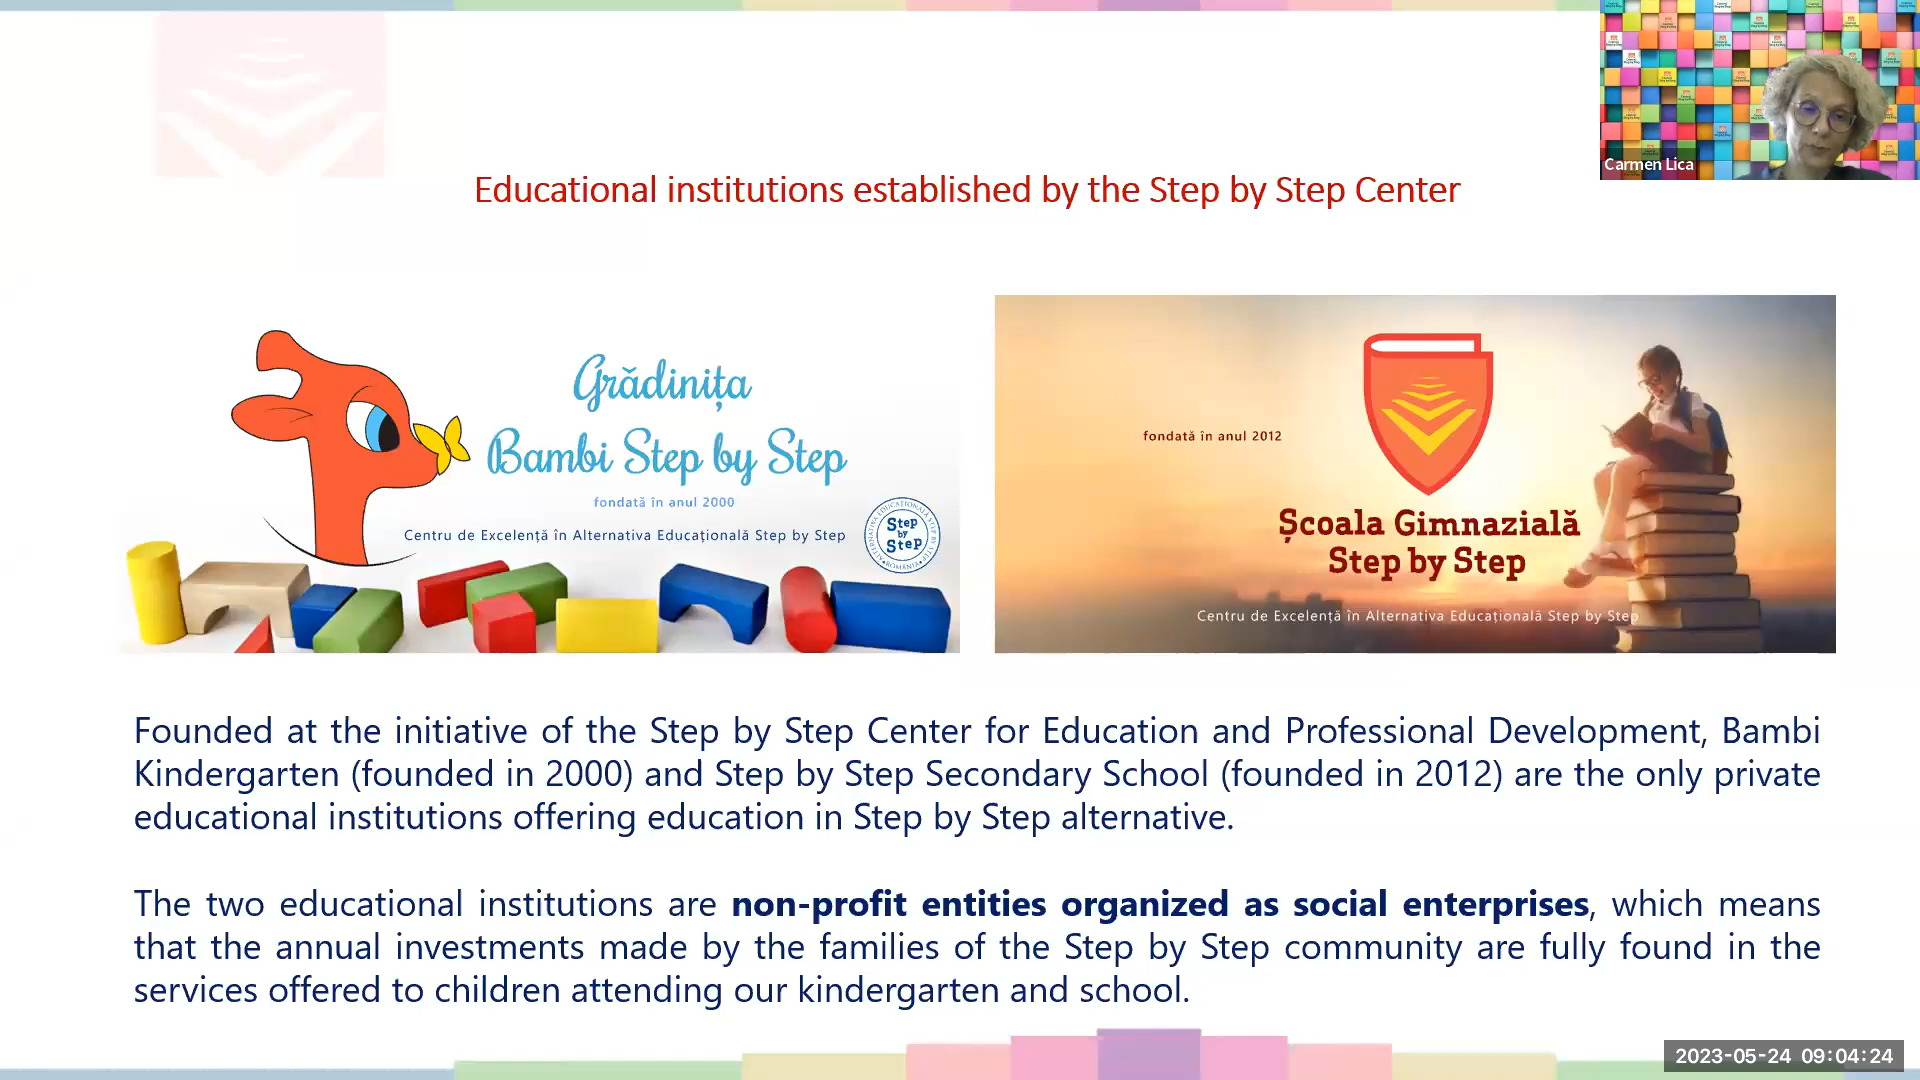 Carmen Lica
Educational institutions established by the Step by Step Center
Grădinița
Bambi Step by Step
fondată în anul 2000
Centru de Excelență în Alternativa Educațională Step by Step
ALTERNATIVA EDUCAȚIONALĂ STEP BY STEP
Step
by
Step
•ROMÂNIA•
fondată în anul 2012
Școala Gimnazială
Step by Step
Centru de Excelență în Alternativa Educațională Step by Step
Founded at the initiative of the Step by Step Center for Education and Professional Development, Bambi
Kindergarten (founded in 2000) and Step by Step Secondary School (founded in 2012) are the only private
educational institutions offering education in Step by Step alternative.
The two educational institutions are non-profit entities organized as social enterprises, which means
that the annual investments made by the families of the Step by Step community are fully found in the
services offered to children attending our kindergarten and school.
2023-05-24 09:04:24